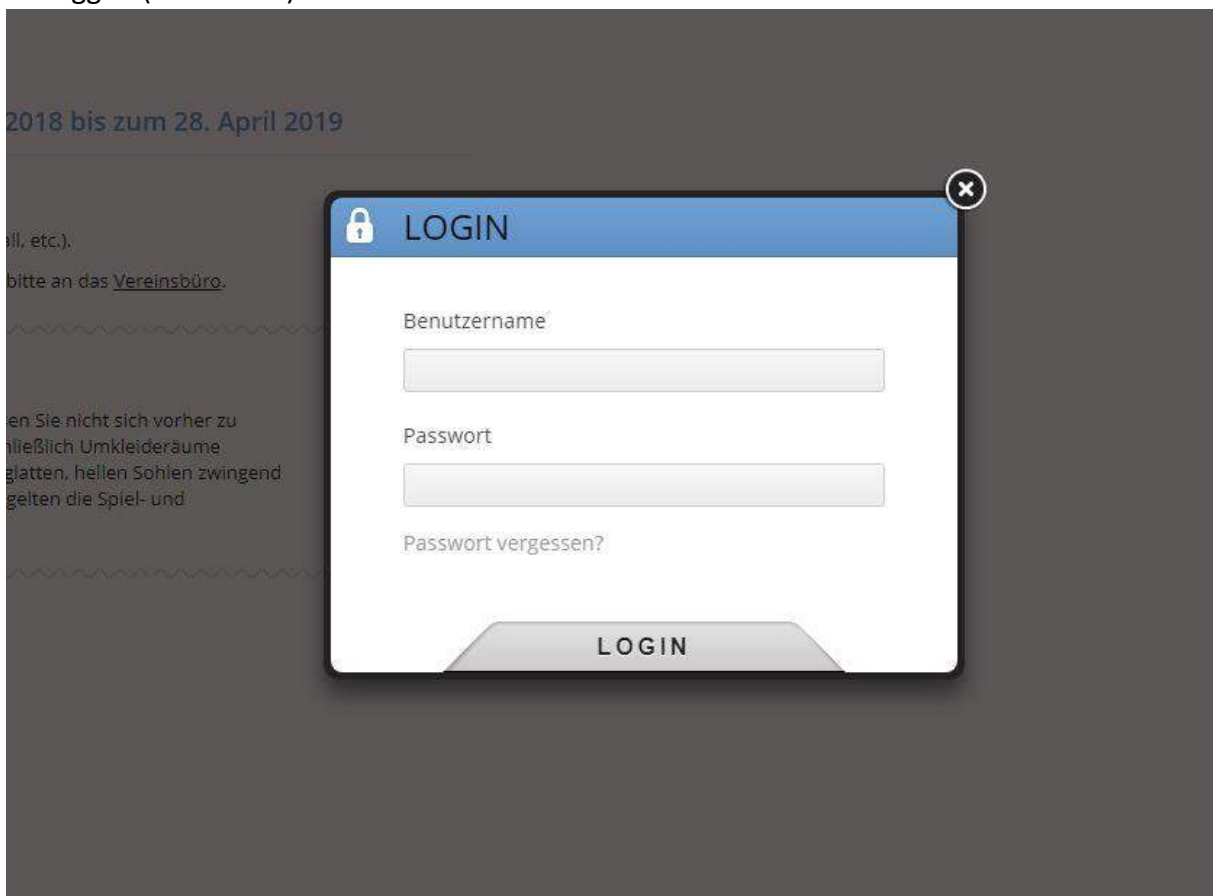 2018 bis zum 28. April 2019
LOGIN
all, etc.).
bitte an das Vereinsbüro.
Benutzername
en Sie nicht sich vorher zu
ließlich Umkleideräume
glatten, hellen Sohlen zwingend
gelten die Spiel- und
Passwort
Passwort vergessen?
LOGIN